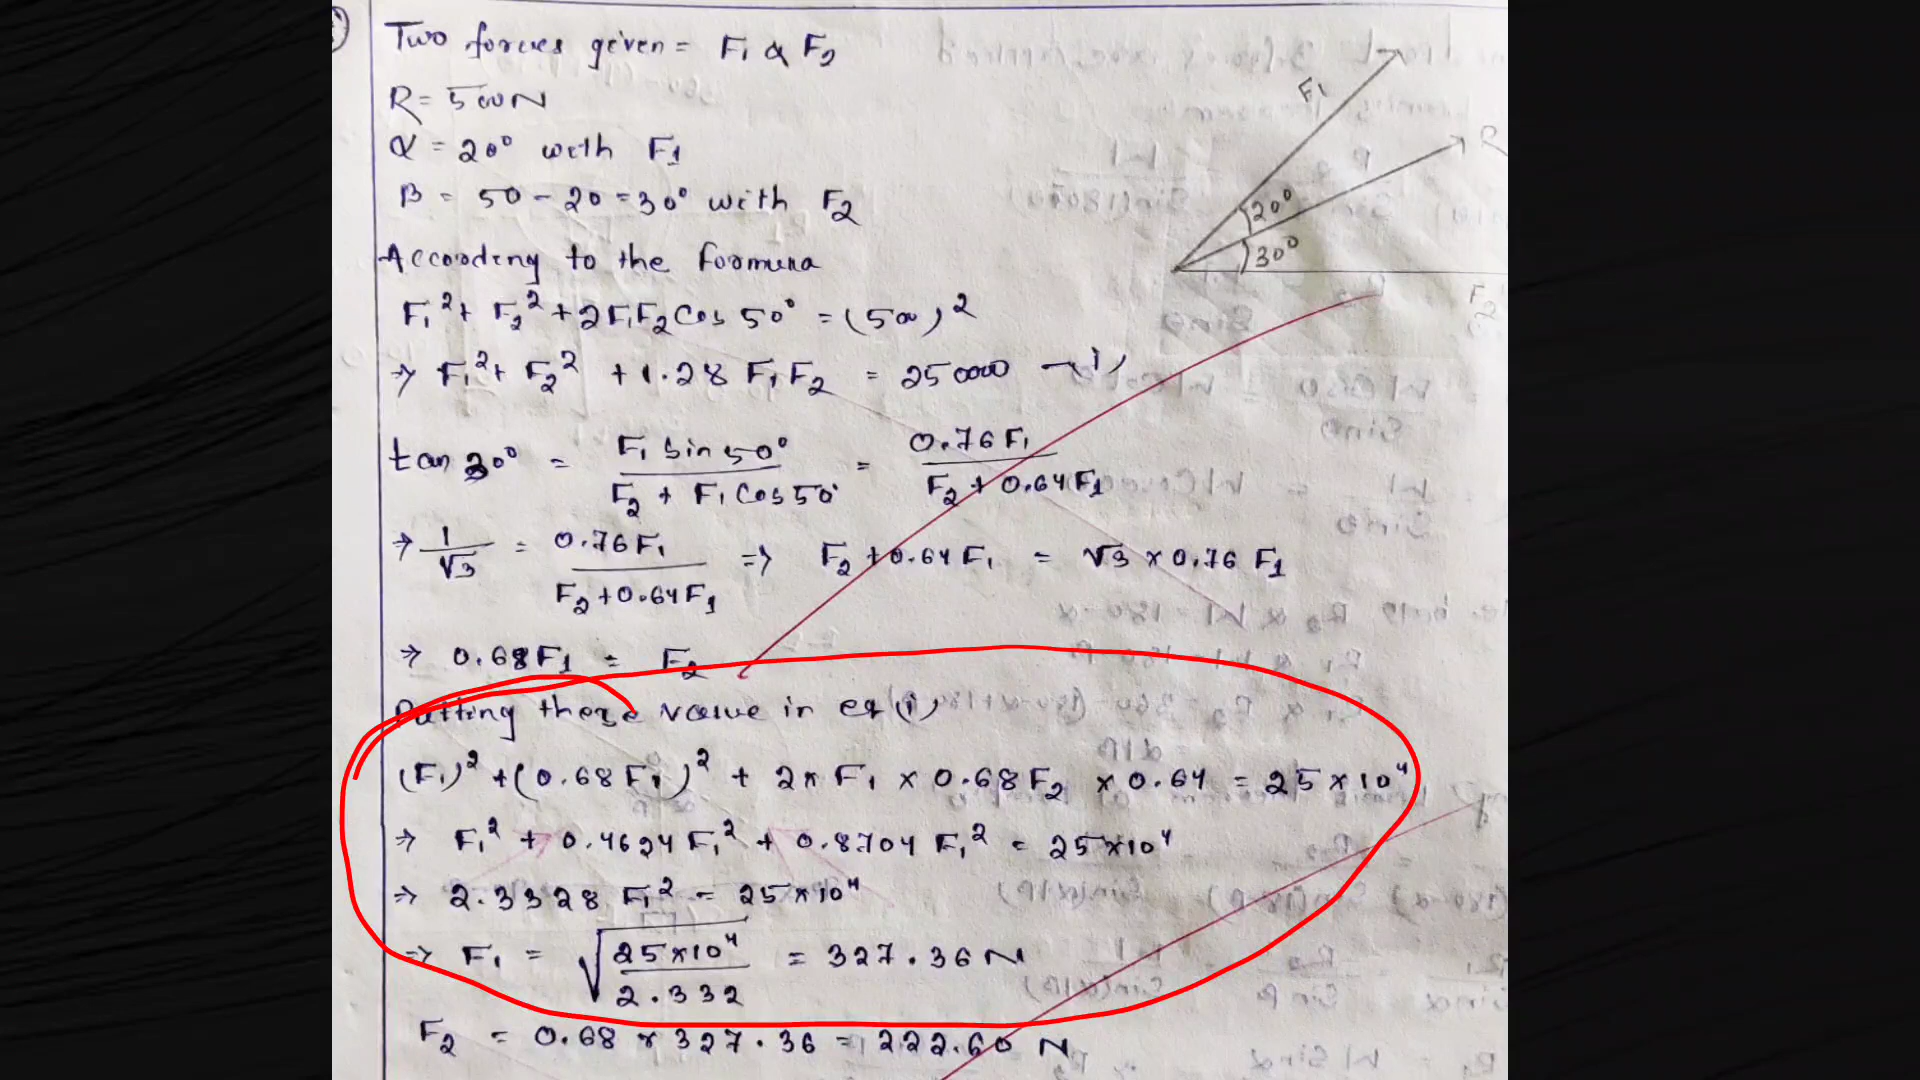 Two forces given = F₁ & F₂
R = 500N
α = 20° with F₁
β = 50 - 20 = 30° with F₂
According to the formula
F₁² + F₂² + 2F₁F₂ Cos 50° = (500)²
⇒ F₁² + F₂² + 1.28 F₁F₂ = 250000 —i)
tan 30° = F₁ Sin 50° / F₂ + F₁ Cos 50° = 0.76 F₁ / F₂ + 0.64 F₁
⇒ 1/√3 = 0.76 F₁ / F₂ + 0.64 F₁ ⇒ F₂ + 0.64 F₁ = √3 × 0.76 F₁
⇒ 0.68 F₁ = F₂
Putting these value in eq (i)
(F₁)² + (0.68 F₁)² + 2 × F₁ × 0.68 F₂ × 0.64 = 25 × 10⁴
⇒ F₁² + 0.4624 F₁² + 0.8704 F₁² = 25 × 10⁴
⇒ 2.3328 F₁² = 25 × 10⁴
⇒ F₁ = √(25 × 10⁴ / 2.332) = 327.36 N
F₂ = 0.68 × 327.36 = 222.60 N
F₁
R
20°
30°
F₂